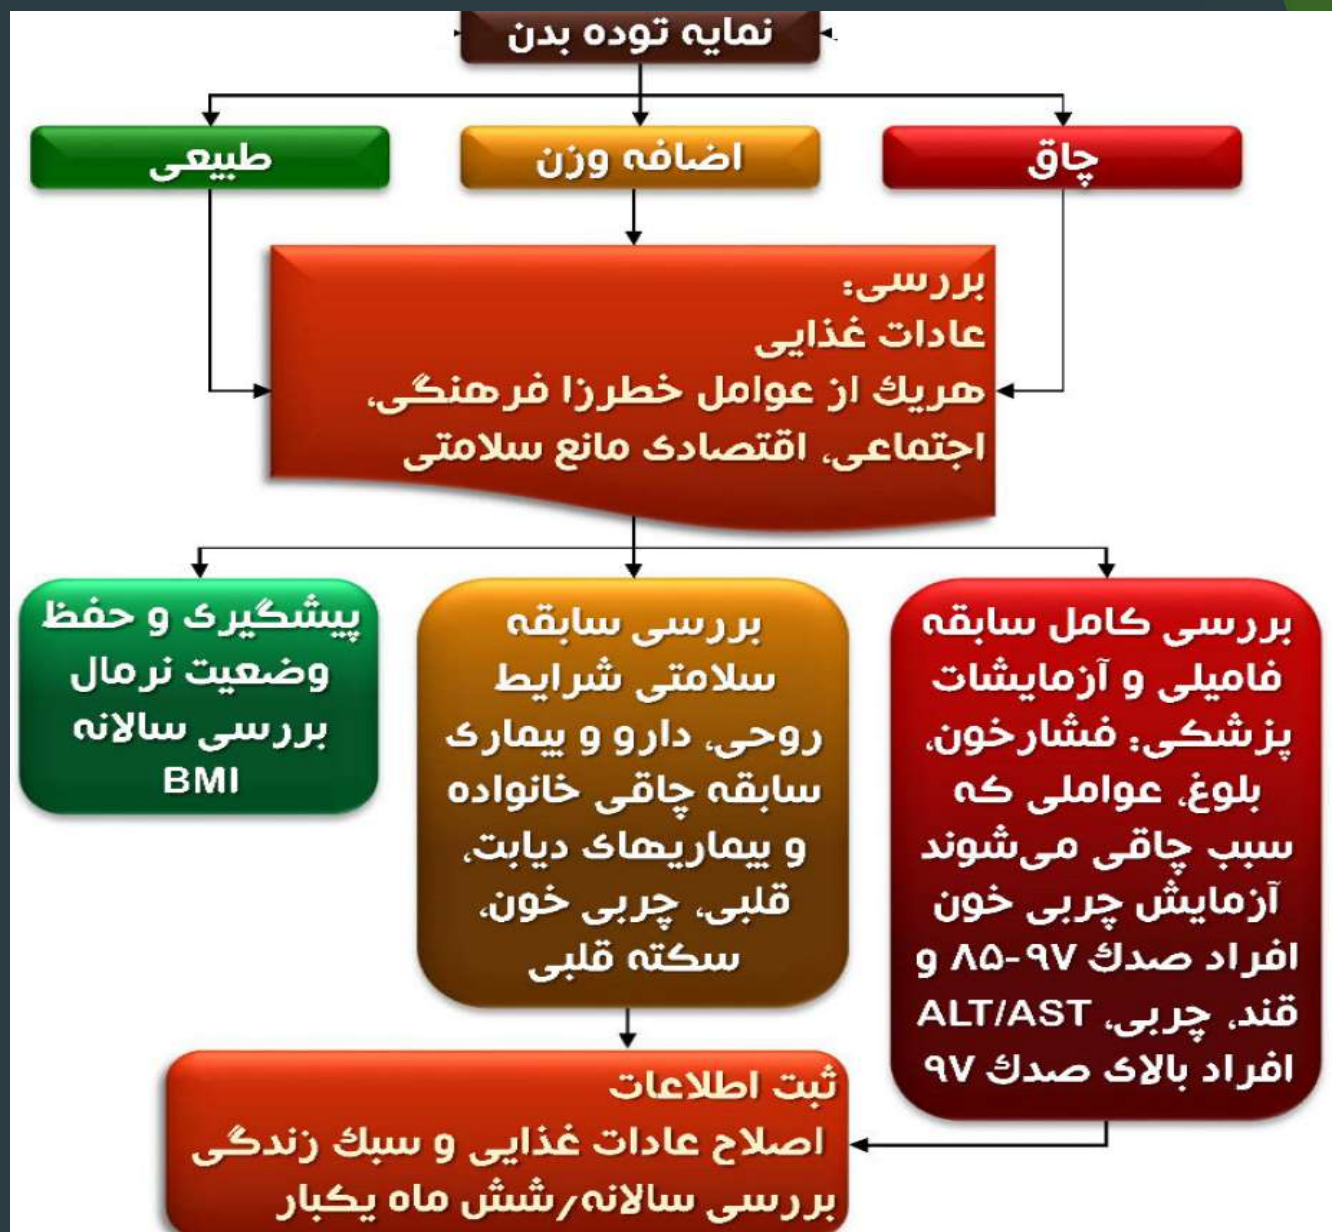 نمایه توده بدن
چاق
اضافه وزن
طبیعی
بررسی:
عادات غذایی
هریك از عوامل خطرزا فرهنگی،
اجتماعی، اقتصادی مانع سلامتی
بررسی کامل سابقه
فامیلی و آزمایشات
پزشکی: فشارخون،
بلوغ، عواملی که
سبب چاقی می‌شوند
آزمایش چربی خون
افراد صدك ۹۷-۸۵ و
قند، چربی، ALT/AST
افراد بالای صدك ۹۷
بررسی سابقه
سلامتی شرایط
روحی، دارو و بیماری
سابقه چاقی خانواده
و بیماریهای دیابت،
قلبی، چربی خون،
سکته قلبی
پیشگیری و حفظ
وضعیت نرمال
بررسی سالانه
BMI
ثبت اطلاعات
اصلاح عادات غذایی و سبك زندگی
بررسی سالانه/شش ماه یکبار